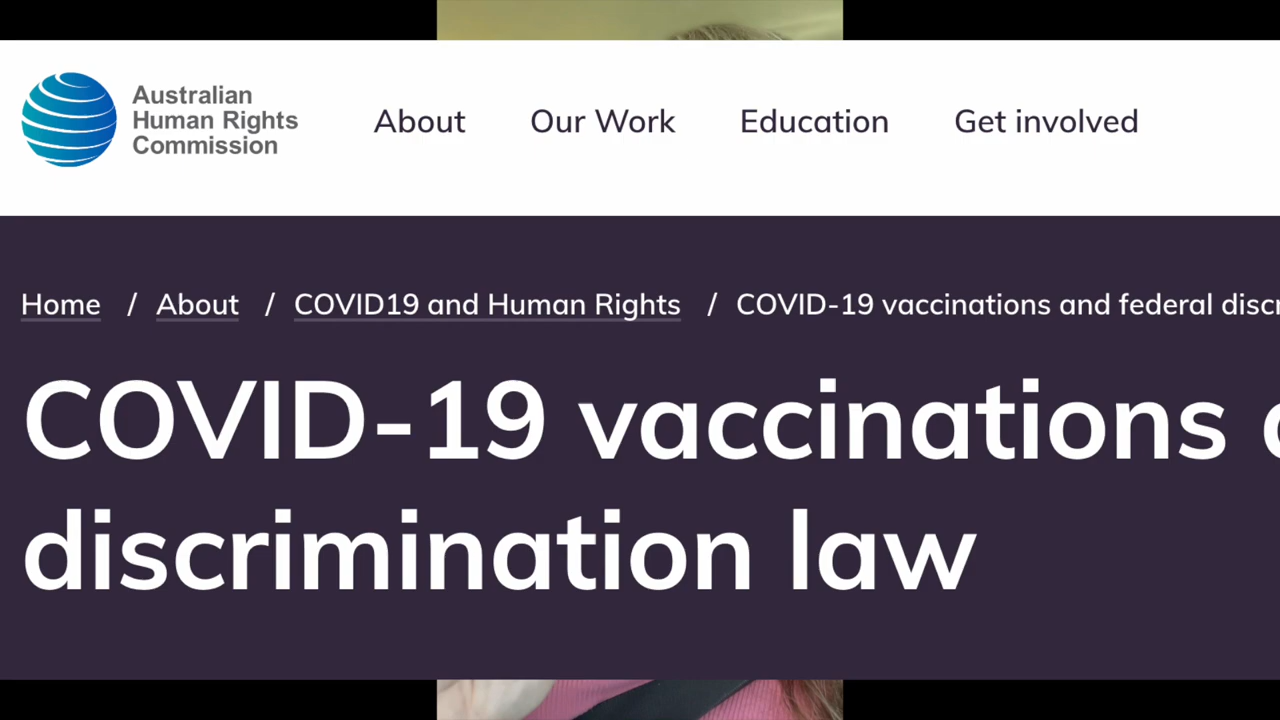 Australian
Human Rights
Commission
About
Our Work
Education
Get involved
Home / About / COVID19 and Human Rights / COVID-19 vaccinations and federal
COVID-19 vaccinations
discrimination law